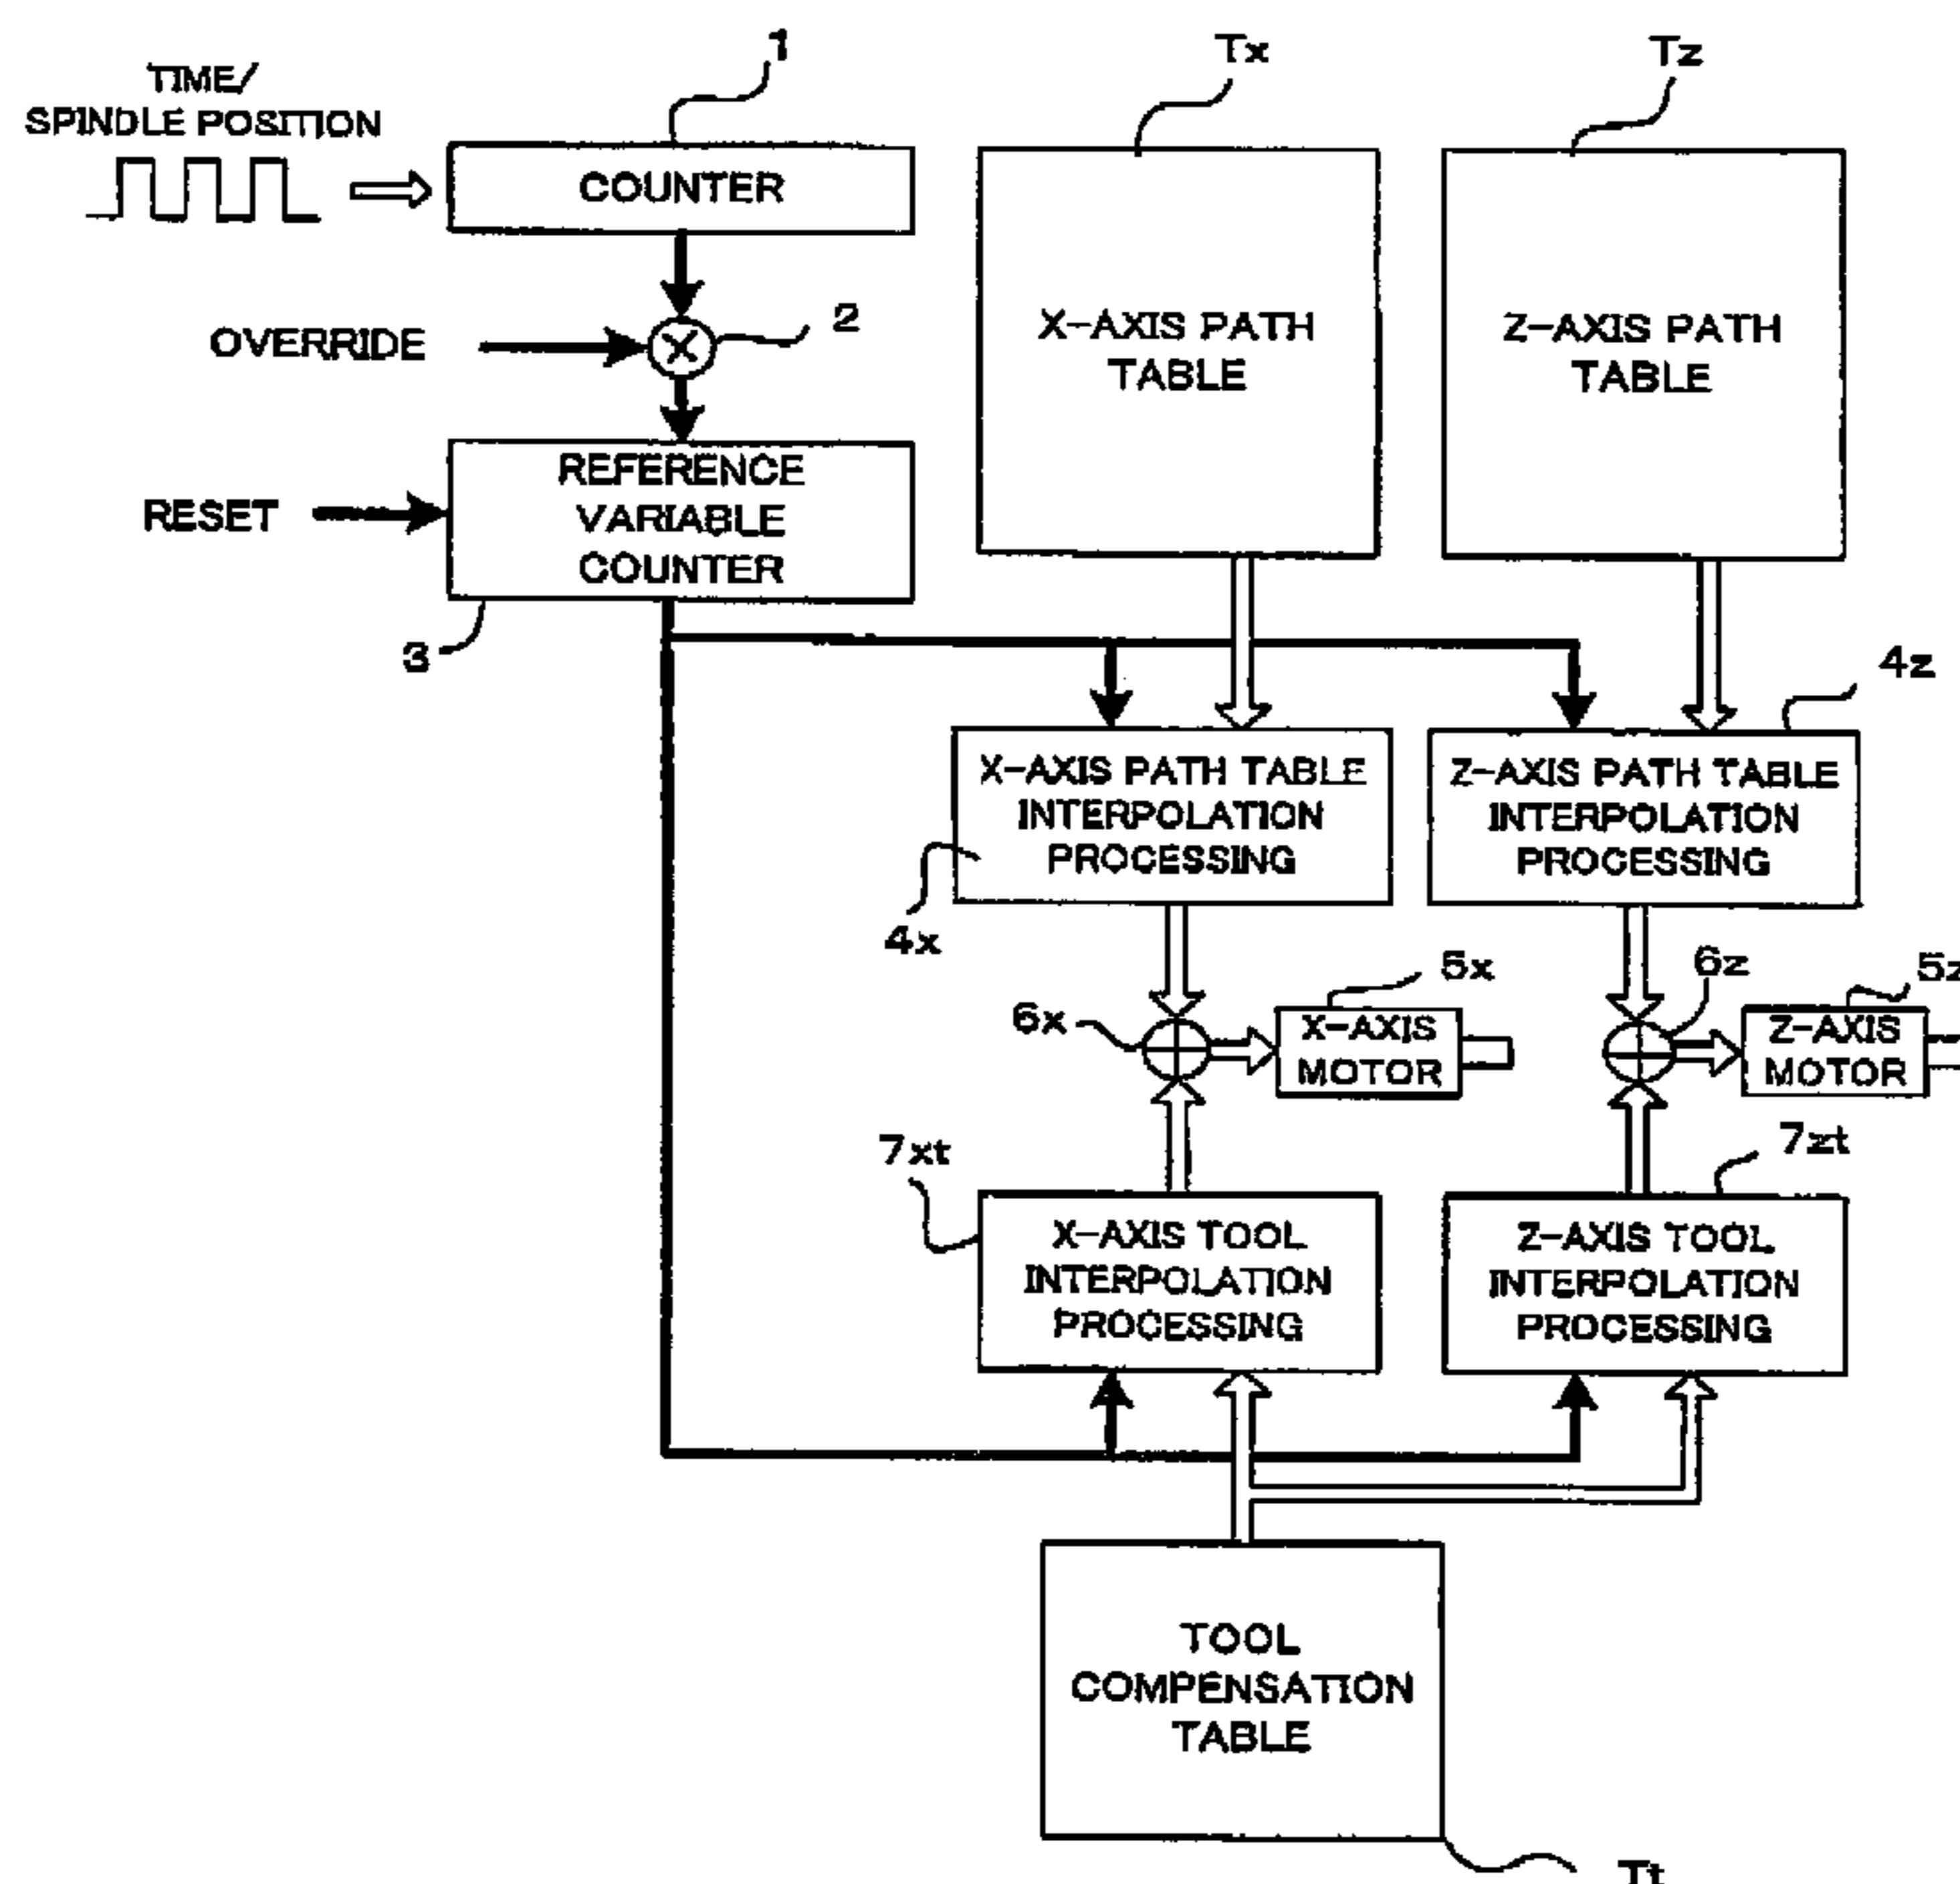 1
Tx
Tz
TIME/
SPINDLE POSITION
COUNTER
OVERRIDE
2
X-AXIS PATH
TABLE
Z-AXIS PATH
TABLE
RESET
REFERENCE
VARIABLE
COUNTER
3
4z
X-AXIS PATH TABLE
INTERPOLATION
PROCESSING
Z-AXIS PATH TABLE
INTERPOLATION
PROCESSING
4x
5x
6z
5z
6x
X-AXIS
MOTOR
Z-AXIS
MOTOR
7xt
7zt
X-AXIS TOOL
INTERPOLATION
PROCESSING
Z-AXIS TOOL
INTERPOLATION
PROCESSING
TOOL
COMPENSATION
TABLE
Tt